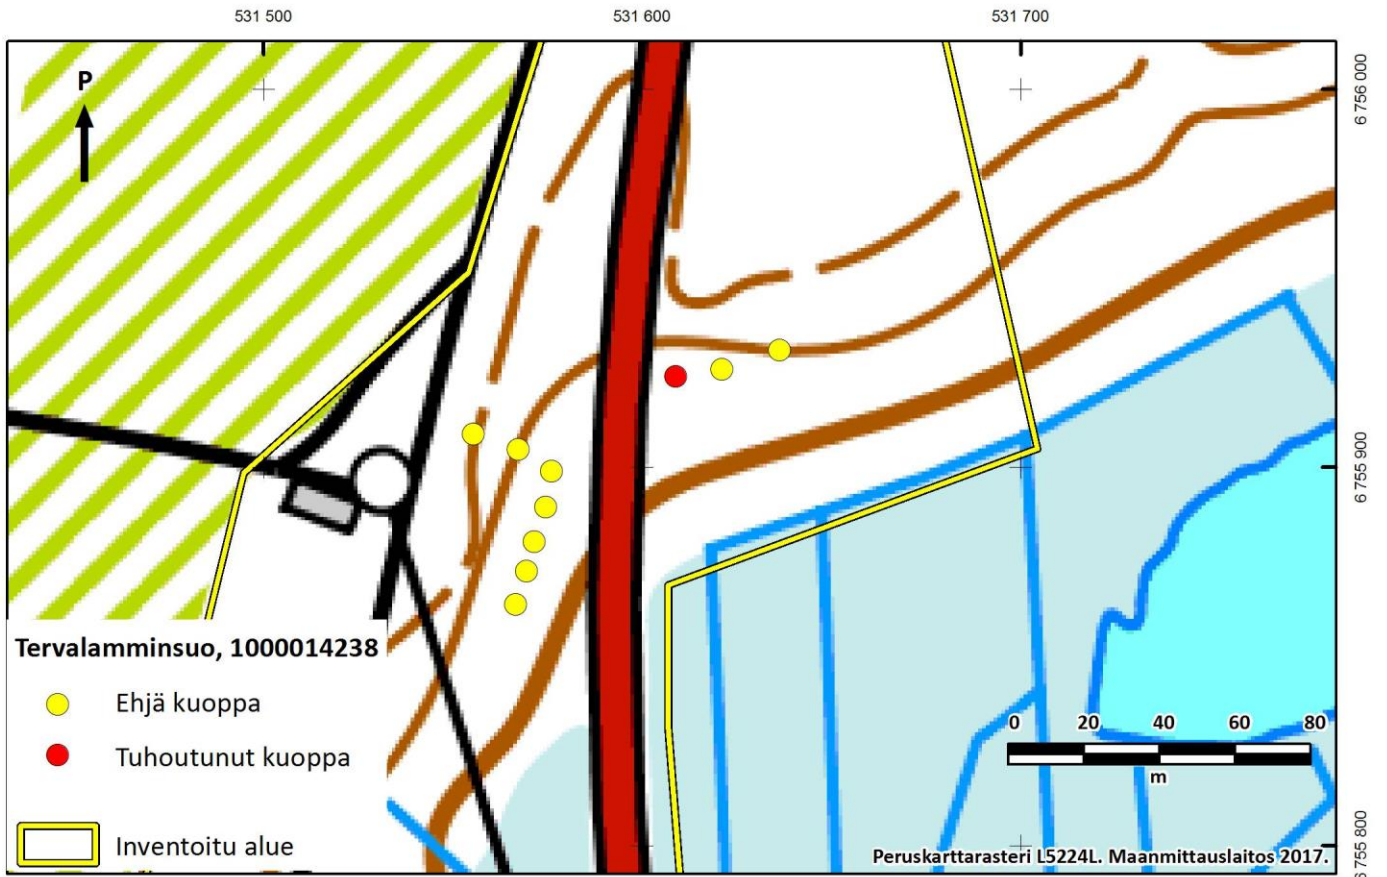 531 500
531 600
531 700
P
6 756 000
6 755 900
Tervalamminsuo, 1000014238
Ehjä kuoppa
Tuhoutunut kuoppa
Inventoitu alue
0 20 40 60 80
m
Peruskarttarasteri L5224L. Maanmittauslaitos 2017.
6 755 800